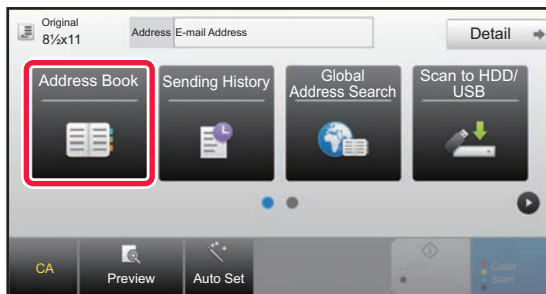 Original
8½x11
Address
E-mail Address
Detail
Address Book
Sending History
Global
Address Search
Scan to HDD/
USB
CA
Preview
Auto Set
Color
Start